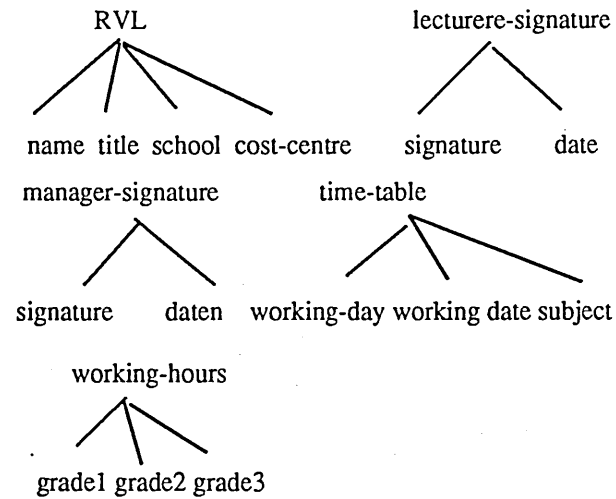 RVL lecturere-signature
name title school cost-centre signature date
manager-signature time-table
signature daten working-day working date subject
working-hours
grade1 grade2 grade3